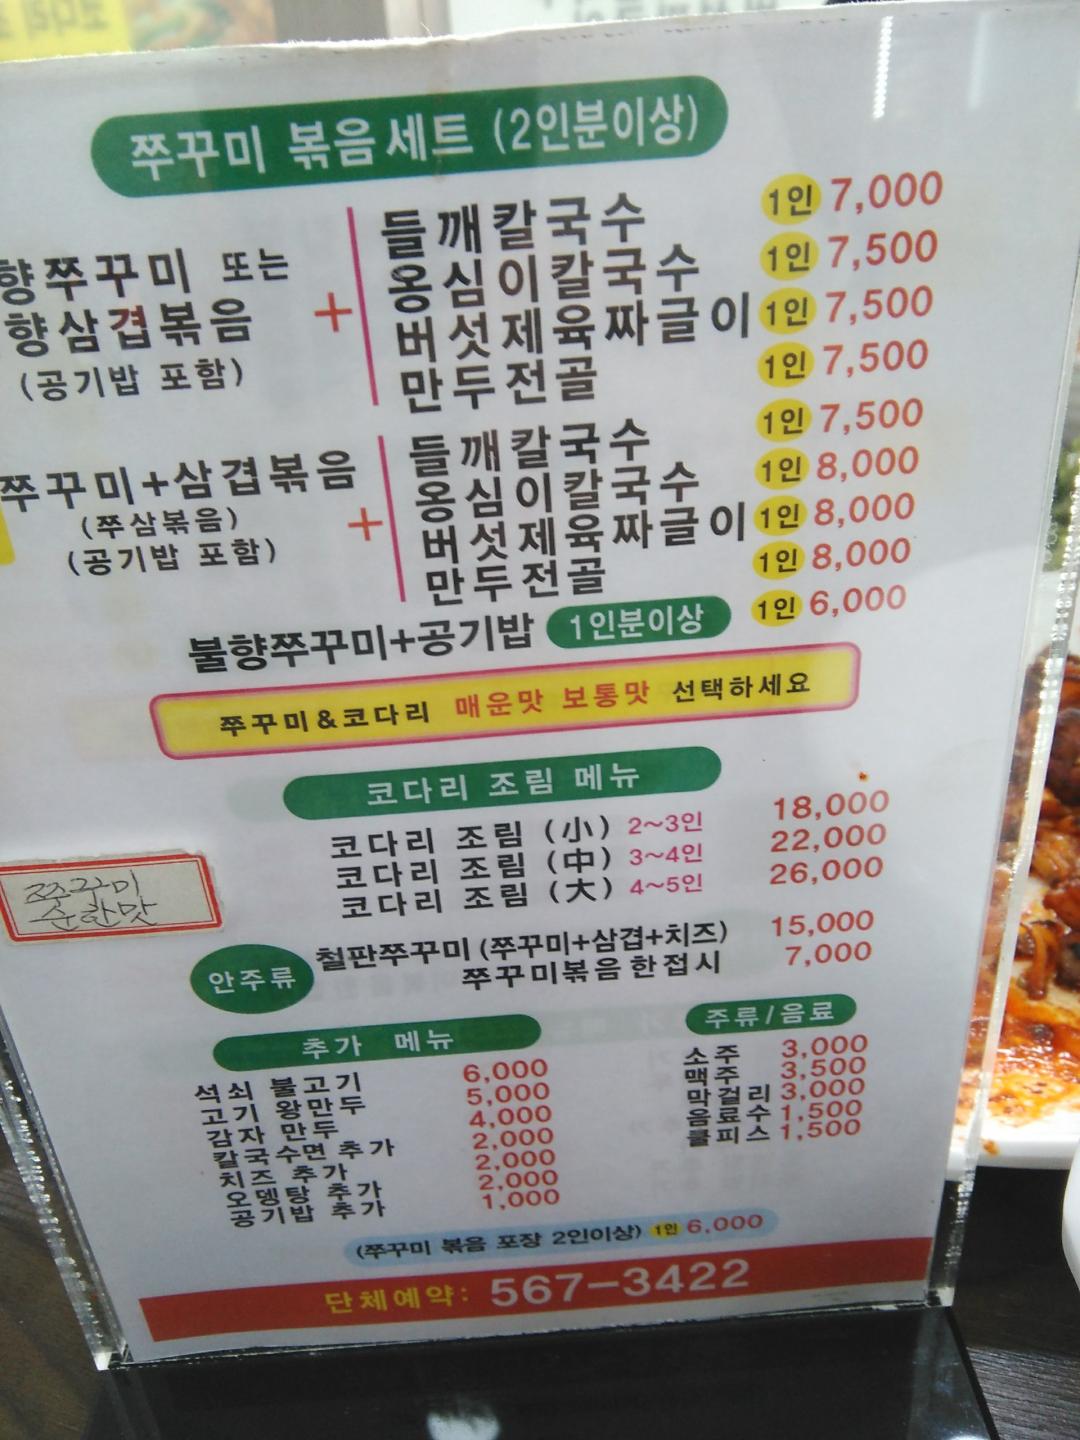 쭈꾸미 볶음세트 (2인분이상)
향쭈꾸미 또는
향삼겹볶음
(공기밥 포함)
+
들깨칼국수 1인 7,000
옹심이칼국수 1인 7,500
버섯제육짜글이 1인 7,500
만두전골 1인 7,500
쭈꾸미+삼겹볶음
(쭈삼볶음)
(공기밥 포함)
+
들깨칼국수 1인 7,500
옹심이칼국수 1인 8,000
버섯제육짜글이 1인 8,000
만두전골 1인 8,000
불향쭈꾸미+공기밥 1인분이상 1인 6,000
쭈꾸미&코다리 매운맛 보통맛 선택하세요
코다리 조림 메뉴
코다리 조림 (小) 2~3인 18,000
코다리 조림 (中) 3~4인 22,000
코다리 조림 (大) 4~5인 26,000
쭈꾸미
순한맛
안주류
철판쭈꾸미 (쭈꾸미+삼겹+치즈) 15,000
쭈꾸미볶음한접시 7,000
추가 메뉴
석쇠 불고기 6,000
고기 왕만두 5,000
감자 만두 4,000
칼국수면 추가 2,000
치즈 추가 2,000
오뎅탕 추가 2,000
공기밥 추가 1,000
주류/음료
소주 3,000
맥주 3,500
막걸리 3,000
음료수 1,500
쿨피스 1,500
(쭈꾸미 볶음 포장 2인이상) 1인 6,000
단체예약: 567-3422